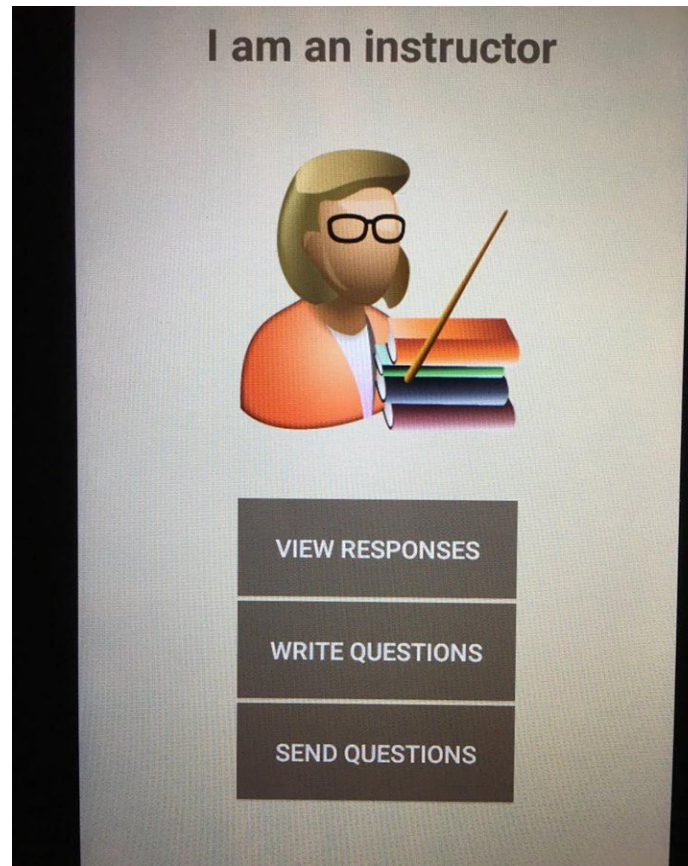 I am an instructor
VIEW RESPONSES
WRITE QUESTIONS
SEND QUESTIONS